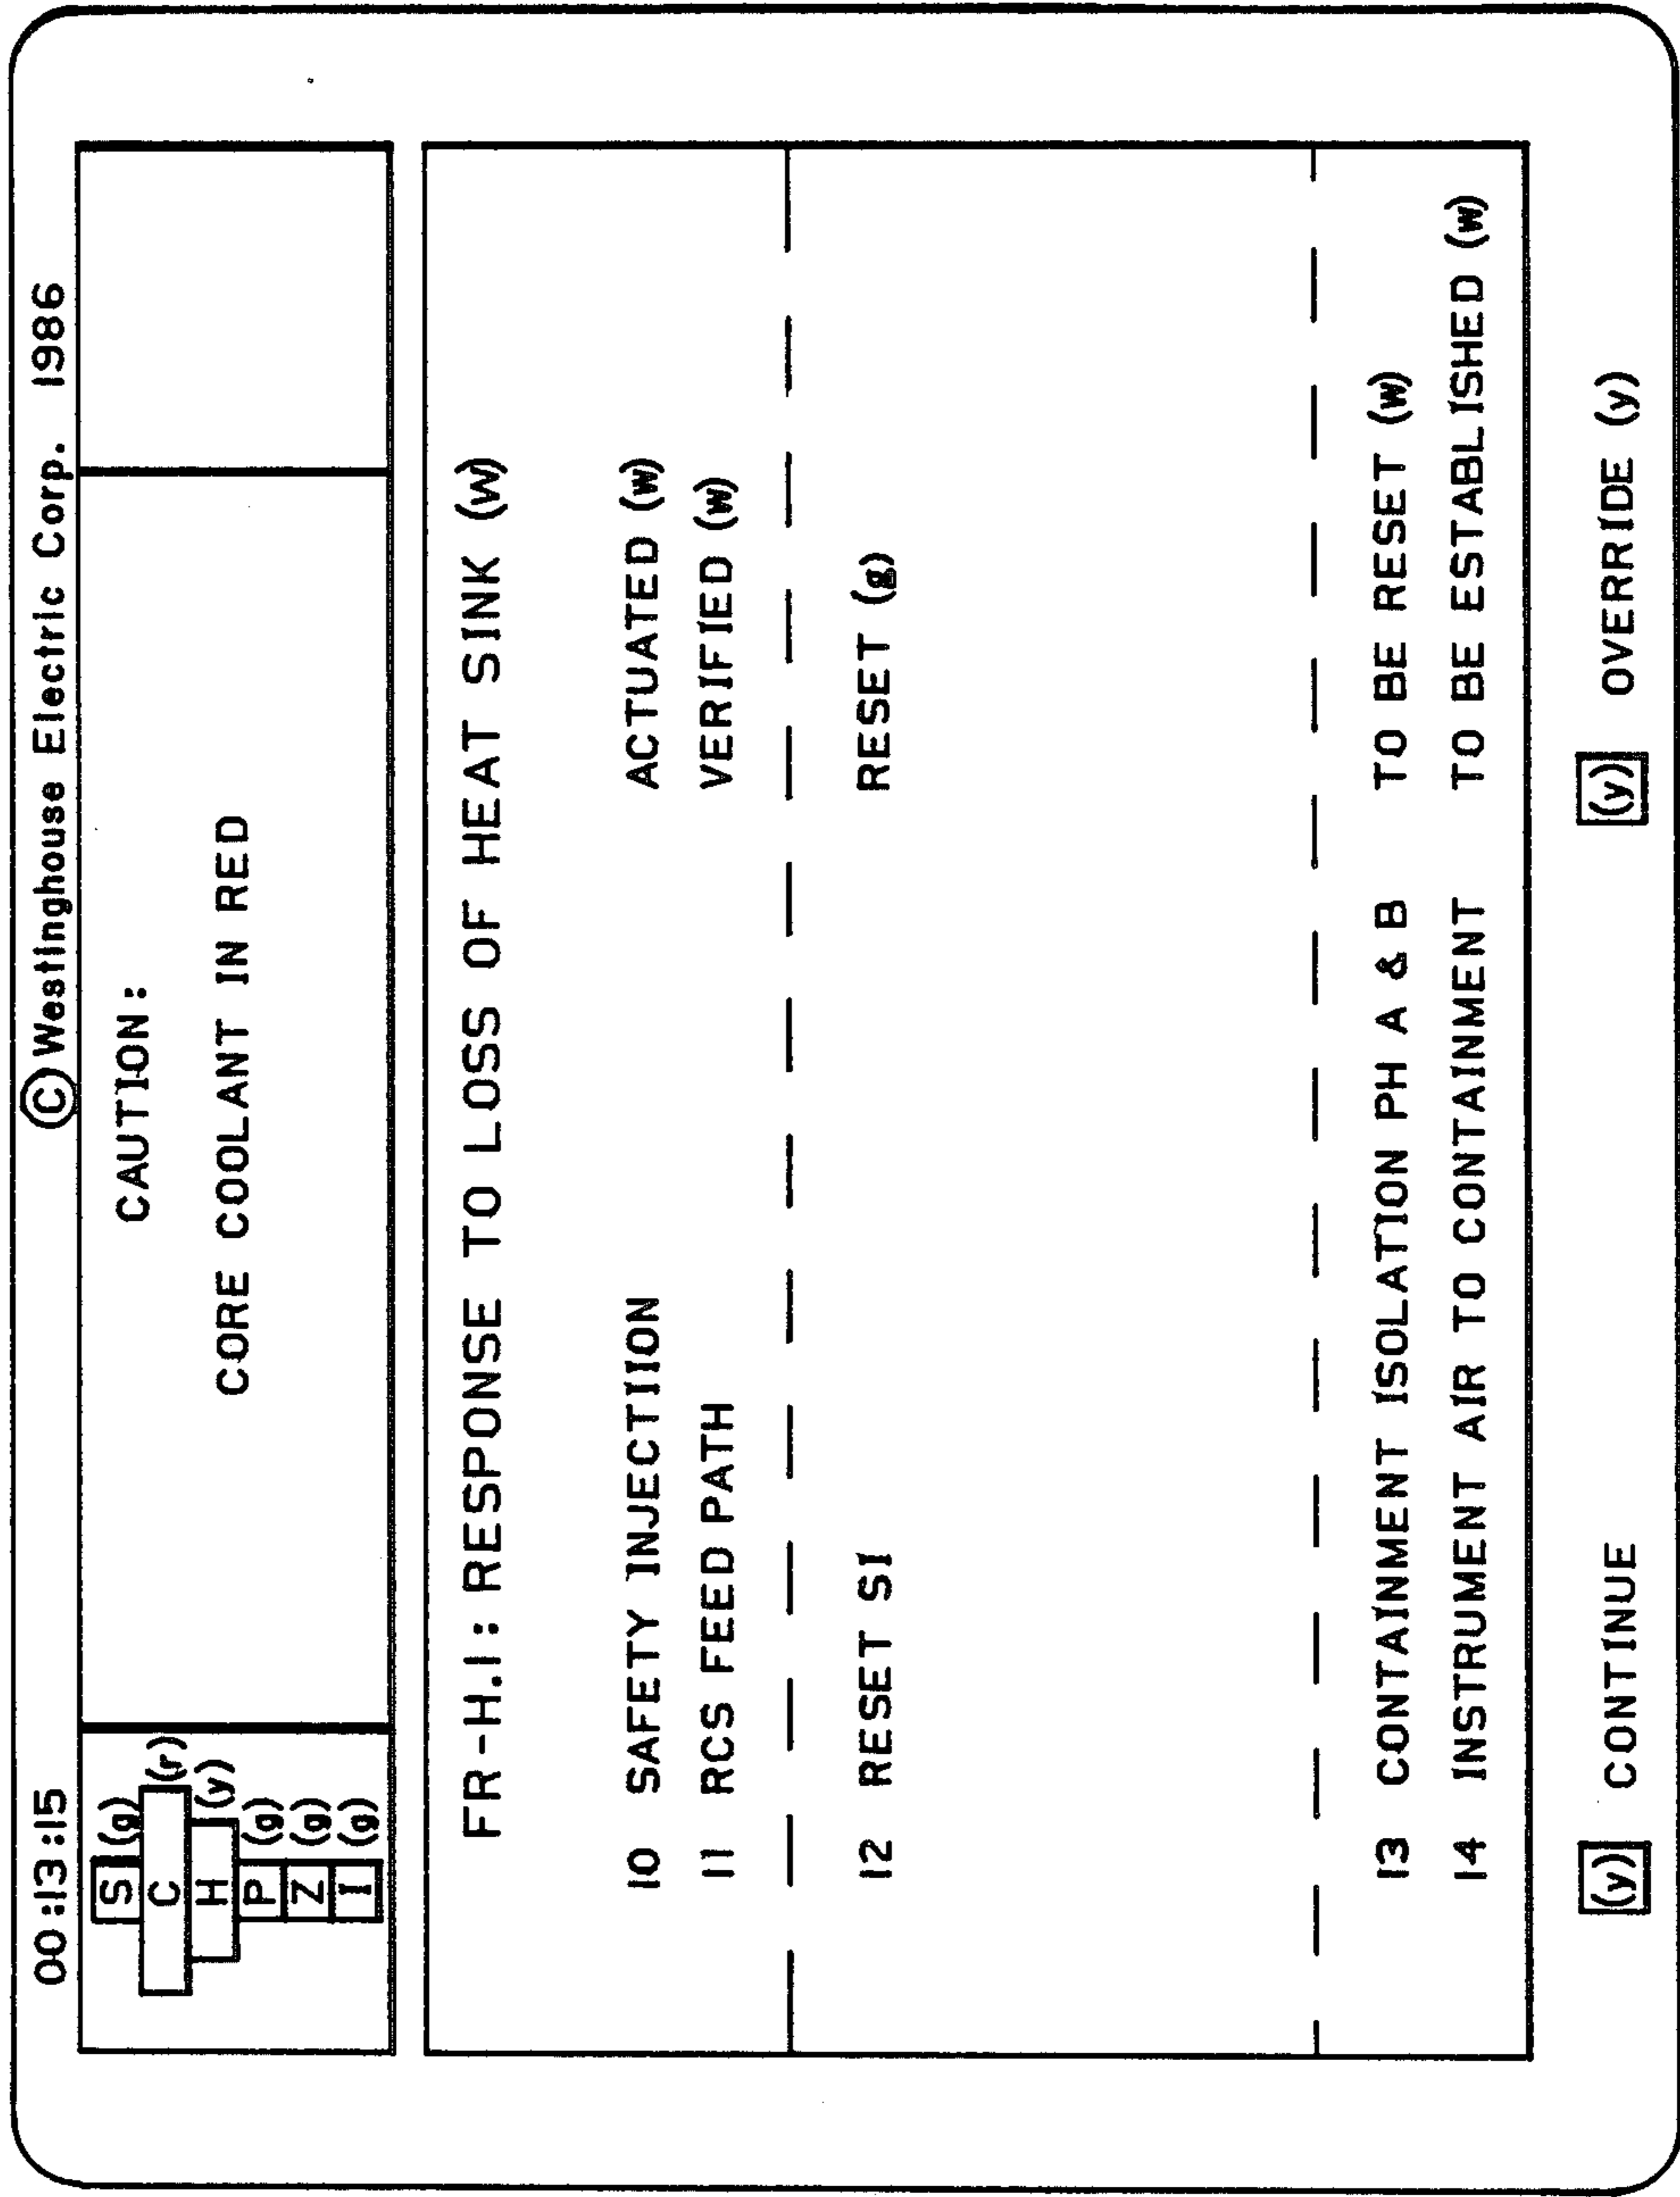 00:13:15 ©Westinghouse Electric Corp. 1986
S (g)
C (r)
H (y)
P (g)
Z (g)
I (g)
CAUTION:
CORE COOLANT IN RED
FR-H.1: RESPONSE TO LOSS OF HEAT SINK (W)
10 SAFETY INJECTION ACTUATED (w)
11 RCS FEED PATH VERIFIED (w)
12 RESET SI RESET (g)
13 CONTAINMENT ISOLATION PH A & B TO BE RESET (w)
14 INSTRUMENT AIR TO CONTAINMENT TO BE ESTABLISHED (w)
(y) CONTINUE (y) OVERRIDE (y)